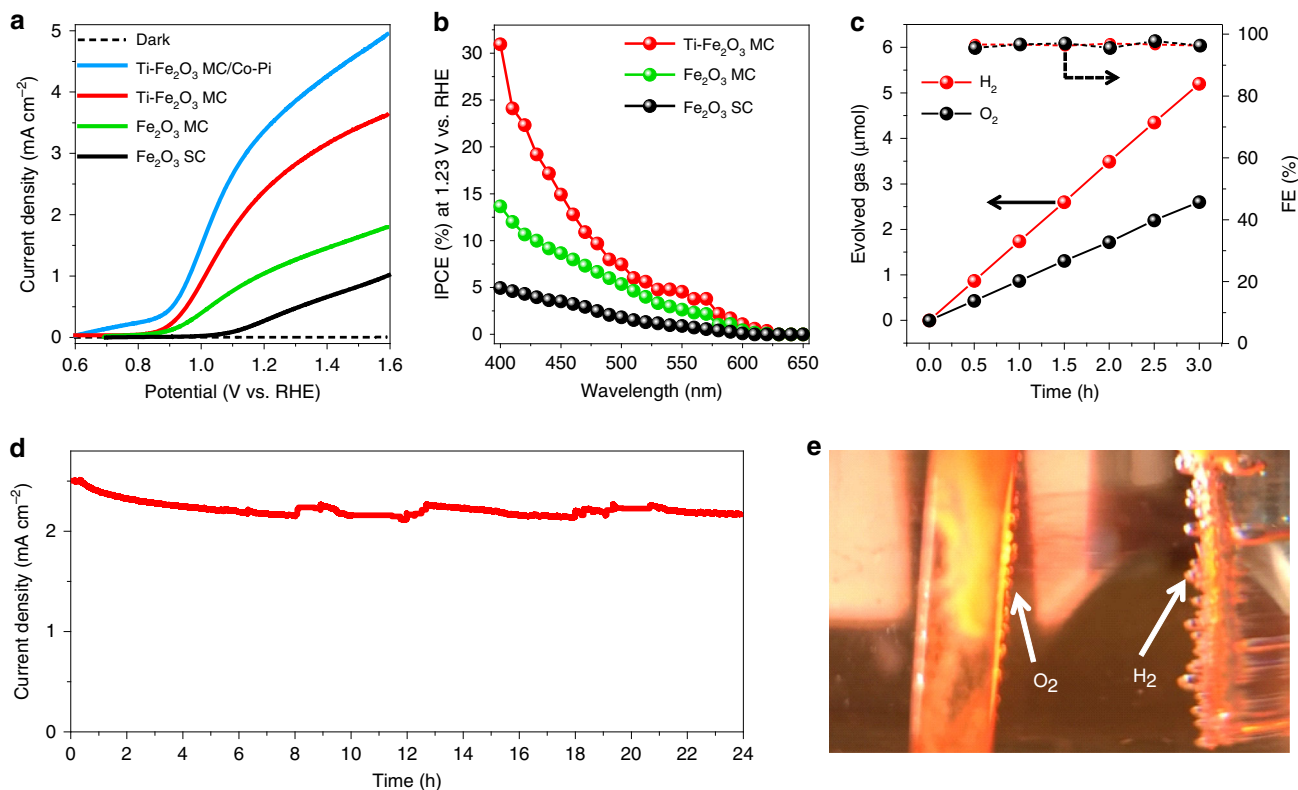 a
5
4
3
2
1
0
Current density (mA cm⁻²)
Dark
Ti-Fe₂O₃ MC/Co-Pi
Ti-Fe₂O₃ MC
Fe₂O₃ MC
Fe₂O₃ SC
0.6 0.8 1.0 1.2 1.4 1.6
Potential (V vs. RHE)
b
30
25
20
15
10
5
0
IPCE (%) at 1.23 V vs. RHE
Ti-Fe₂O₃ MC
Fe₂O₃ MC
Fe₂O₃ SC
400 450 500 550 600 650
Wavelength (nm)
c
6
5
4
3
2
1
0
Evolved gas (μmol)
H₂
O₂
100
80
60
40
20
0
FE (%)
0.0 0.5 1.0 1.5 2.0 2.5 3.0
Time (h)
d
2
1
0
Current density (mA cm⁻²)
0 2 4 6 8 10 12 14 16 18 20 22 24
Time (h)
e
O₂
H₂